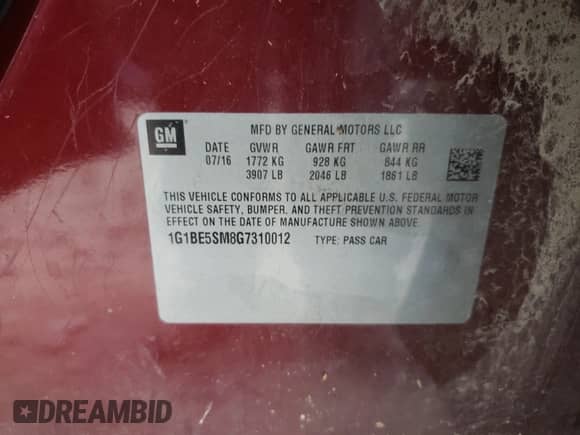 GM
MFD BY GENERAL MOTORS LLC
DATE GVWR GAWR FRT GAWR RR
07/16 1772 KG 928 KG 844 KG
3907 LB 2046 LB 1861 LB
THIS VEHICLE CONFORMS TO ALL APPLICABLE U.S. FEDERAL MOTOR
VEHICLE SAFETY, BUMPER, AND THEFT PREVENTION STANDARDS IN
EFFECT ON THE DATE OF MANUFACTURE SHOWN ABOVE.
1G1BE5SM8G7310012 TYPE: PASS CAR
DREAMBID